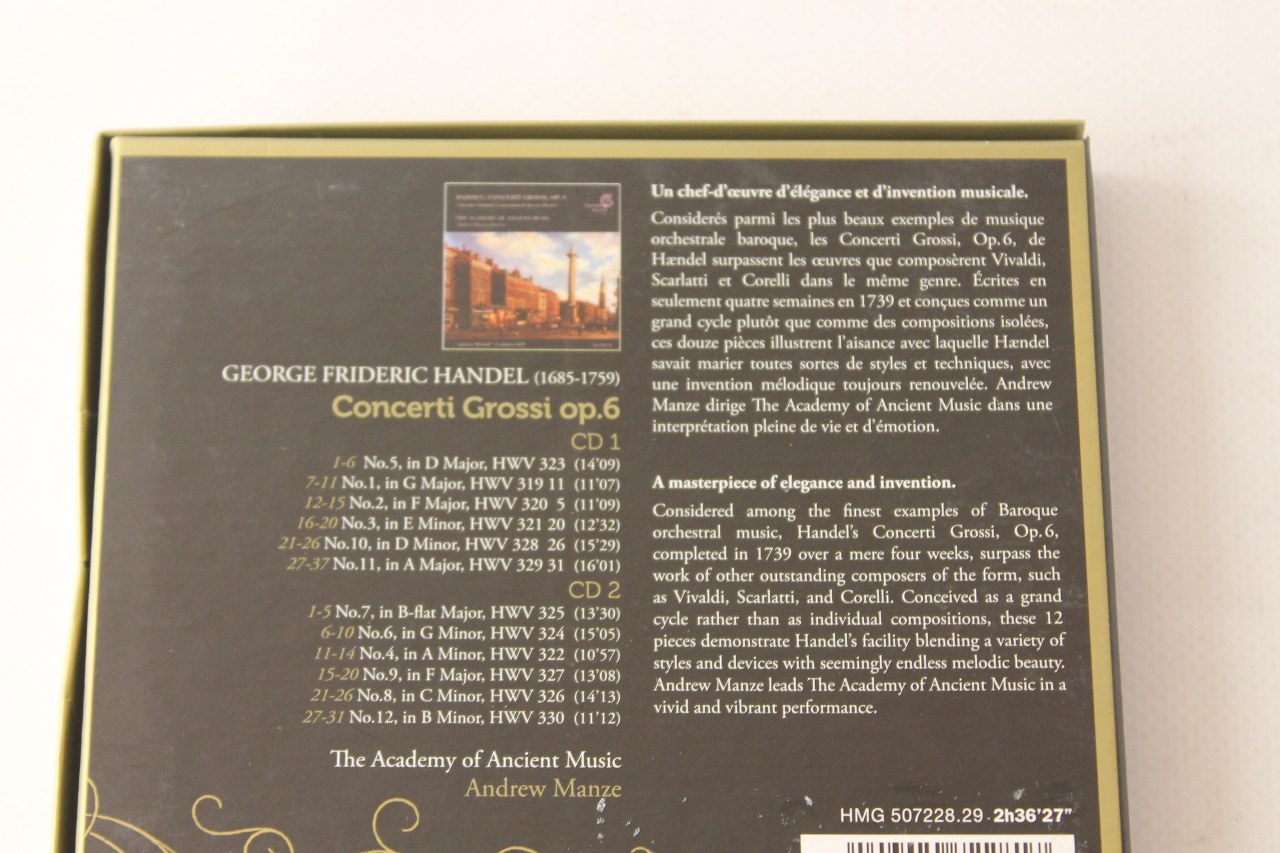 HANDEL: CONCERTI GROSSI, OP. 6
THE ACADEMY OF ANCIENT MUSIC
GEORGE FRIDERIC HANDEL (1685-1759)
Concerti Grossi op.6
CD 1
1-6 No.5, in D Major, HWV 323 (14'09)
7-11 No.1, in G Major, HWV 319 11 (11'07)
12-15 No.2, in F Major, HWV 320 5 (11'09)
16-20 No.3, in E Minor, HWV 321 20 (12'32)
21-26 No.10, in D Minor, HWV 328 26 (15'29)
27-37 No.11, in A Major, HWV 329 31 (16'01)
CD 2
1-5 No.7, in B-flat Major, HWV 325 (13'30)
6-10 No.6, in G Minor, HWV 324 (15'05)
11-14 No.4, in A Minor, HWV 322 (10'57)
15-20 No.9, in F Major, HWV 327 (13'08)
21-26 No.8, in C Minor, HWV 326 (14'13)
27-31 No.12, in B Minor, HWV 330 (11'12)
The Academy of Ancient Music
Andrew Manze
Un chef-d'œuvre d'élégance et d'invention musicale.
Considerés parmi les plus beaux exemples de musique
orchestrale baroque, les Concerti Grossi, Op.6, de
Hændel surpassent les œuvres que composèrent Vivaldi,
Scarlatti et Corelli dans le même genre. Écrites en
seulement quatre semaines en 1739 et conçues comme un
grand cycle plutôt que comme des compositions isolées,
ces douze pièces illustrent l'aisance avec laquelle Hændel
savait marier toutes sortes de styles et techniques, avec
une invention mélodique toujours renouvelée. Andrew
Manze dirige The Academy of Ancient Music dans une
interprétation pleine de vie et d'émotion.
A masterpiece of elegance and invention.
Considered among the finest examples of Baroque
orchestral music, Handel's Concerti Grossi, Op.6,
completed in 1739 over a mere four weeks, surpass the
work of other outstanding composers of the form, such
as Vivaldi, Scarlatti, and Corelli. Conceived as a grand
cycle rather than as individual compositions, these 12
pieces demonstrate Handel's facility blending a variety of
styles and devices with seemingly endless melodic beauty.
Andrew Manze leads The Academy of Ancient Music in a
vivid and vibrant performance.
HMG 507228.29 - 2h36'27"